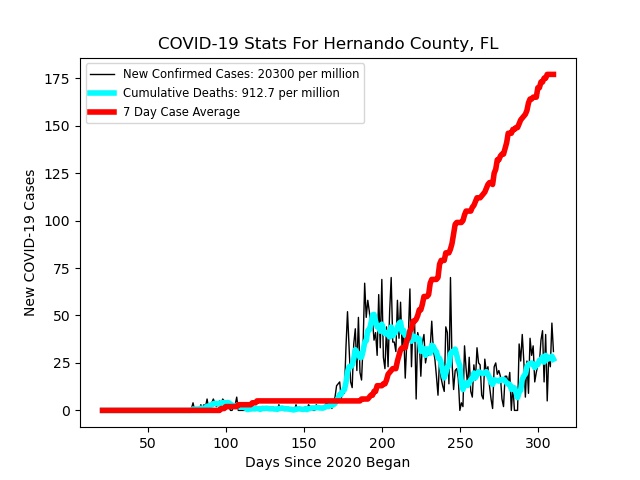 COVID-19 Stats For Hernando County, FL
New Confirmed Cases: 20300 per million
Cumulative Deaths: 912.7 per million
7 Day Case Average
New COVID-19 Cases
175
150
125
100
75
50
25
0
50 100 150 200 250 300
Days Since 2020 Began